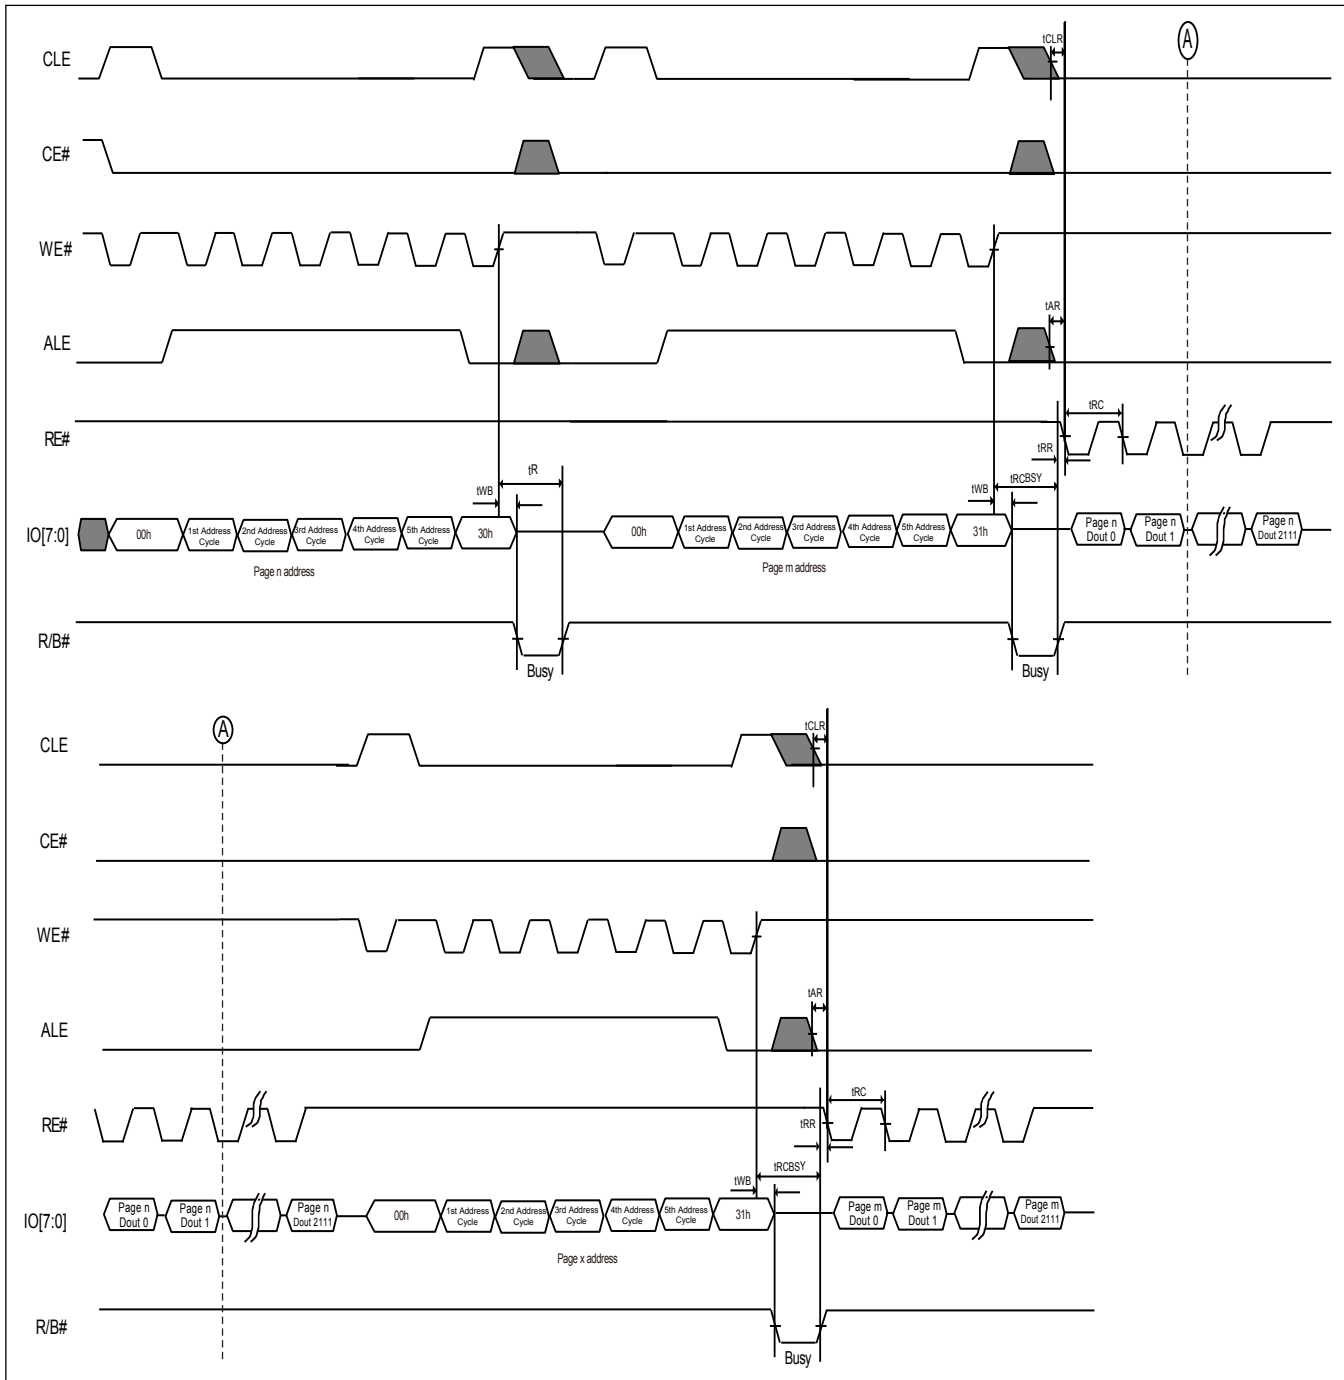 CLE
tCLR
A
CE#
WE#
ALE
tAR
RE#
tRC
tRR
tWB
tR
tWB
tRCBSY
IO[7:0]
00h
1st Address Cycle
2nd Address Cycle
3rd Address Cycle
4th Address Cycle
5th Address Cycle
30h
00h
1st Address Cycle
2nd Address Cycle
3rd Address Cycle
4th Address Cycle
5th Address Cycle
31h
Page n Dout 0
Page n Dout 1
Page n Dout 2111
Page n address
Page m address
R/B#
Busy
Busy
A
CLE
tCLR
CE#
WE#
ALE
tAR
RE#
tRC
tRR
tWB
tRCBSY
IO[7:0]
Page n Dout 0
Page n Dout 1
Page n Dout 2111
00h
1st Address Cycle
2nd Address Cycle
3rd Address Cycle
4th Address Cycle
5th Address Cycle
31h
Page m Dout 0
Page m Dout 1
Page m Dout 2111
Page x address
R/B#
Busy